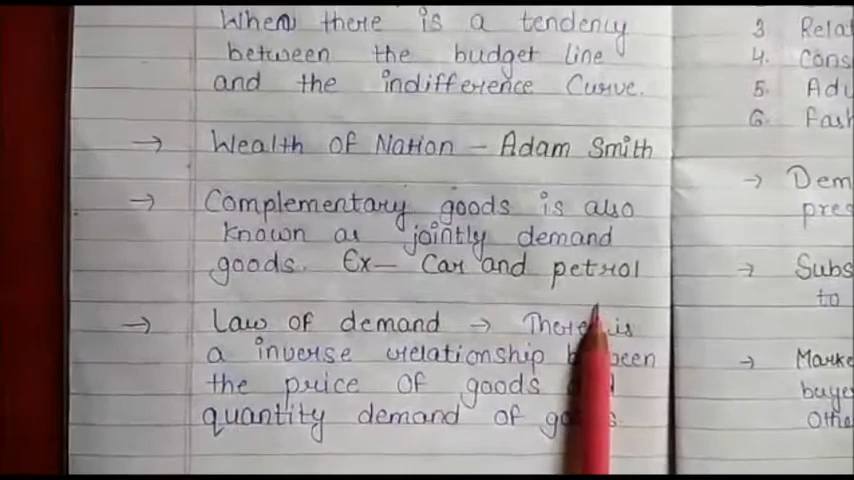 When there is a tendency
between the budget line
and the indifference Curve.
→ Wealth of Nation - Adam Smith
→ Complementary goods is also
known as jointly demand
goods. Ex- Car and petrol
→ Law of demand → There is
a inverse relationship
the price of goods
quantity demand of
3 Relat
4. Cons
5. Adv
6. Fash
→ Dem
pres
→ Subs
to
→ Marke
buye
Othe